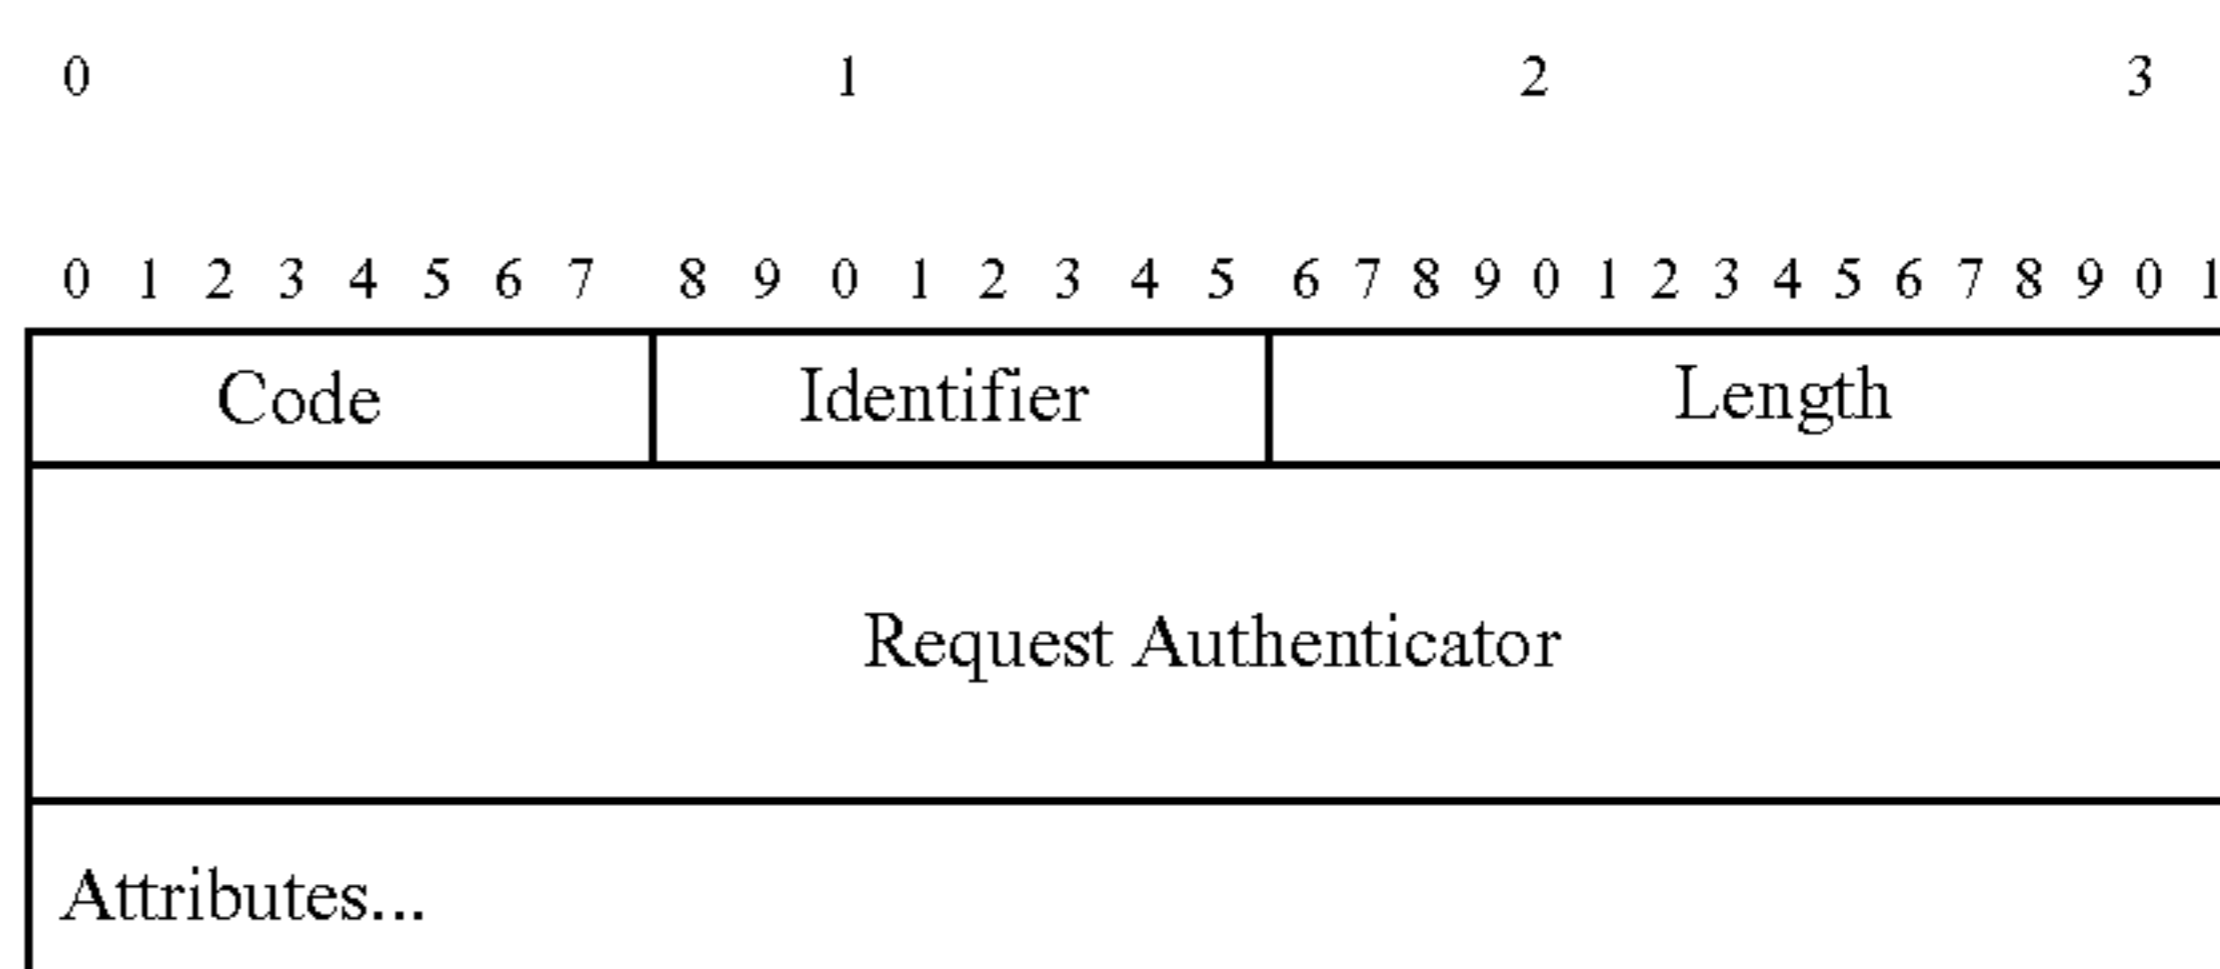 0 1 2 3
0 1 2 3 4 5 6 7 8 9 0 1 2 3 4 5 6 7 8 9 0 1 2 3 4 5 6 7 8 9 0 1
Code Identifier Length
Request Authenticator
Attributes...